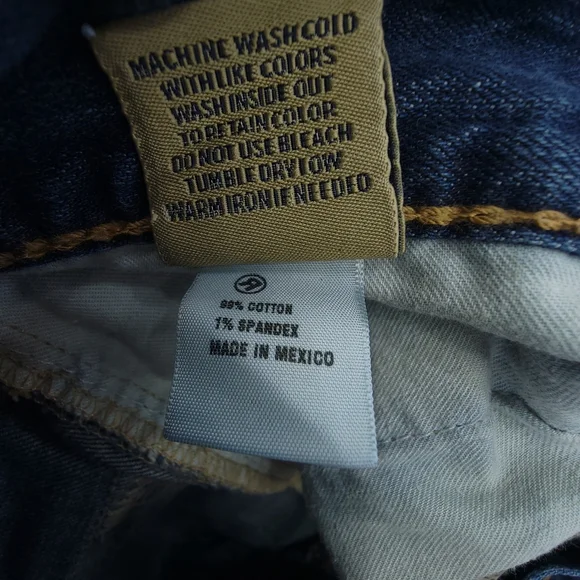 MACHINE WASH COLD
WITH LIKE COLORS
WASH INSIDE OUT
TO RETAIN COLOR
DO NOT USE BLEACH
TUMBLE DRY LOW
WARM IRON IF NEEDED
99% COTTON
1% SPANDEX
MADE IN MEXICO